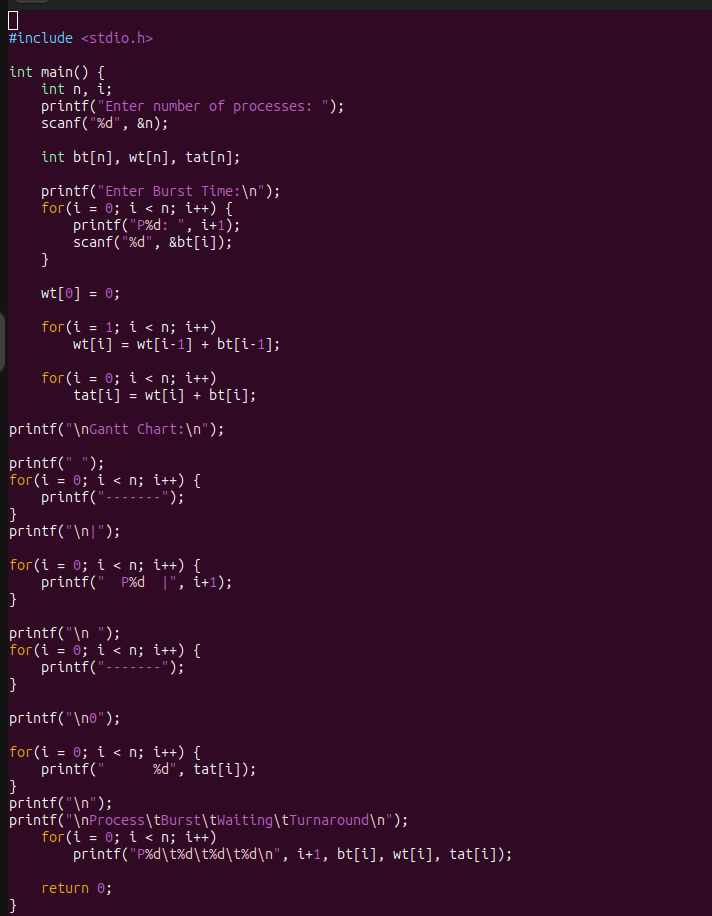 #include <stdio.h>

int main() {
    int n, i;
    printf("Enter number of processes: ");
    scanf("%d", &n);

    int bt[n], wt[n], tat[n];

    printf("Enter Burst Time:\n");
    for(i = 0; i < n; i++) {
        printf("P%d: ", i+1);
        scanf("%d", &bt[i]);
    }

    wt[0] = 0;

    for(i = 1; i < n; i++)
        wt[i] = wt[i-1] + bt[i-1];

    for(i = 0; i < n; i++)
        tat[i] = wt[i] + bt[i];

printf("\nGantt Chart:\n");

printf(" ");
for(i = 0; i < n; i++) {
    printf("-------");
}
printf("\n|");

for(i = 0; i < n; i++) {
    printf("  P%d  |", i+1);
}

printf("\n ");
for(i = 0; i < n; i++) {
    printf("-------");
}

printf("\n0");

for(i = 0; i < n; i++) {
    printf("      %d", tat[i]);
}
printf("\n");
printf("\nProcess\tBurst\tWaiting\tTurnaround\n");
    for(i = 0; i < n; i++)
        printf("P%d\t%d\t%d\t%d\n", i+1, bt[i], wt[i], tat[i]);

    return 0;
}